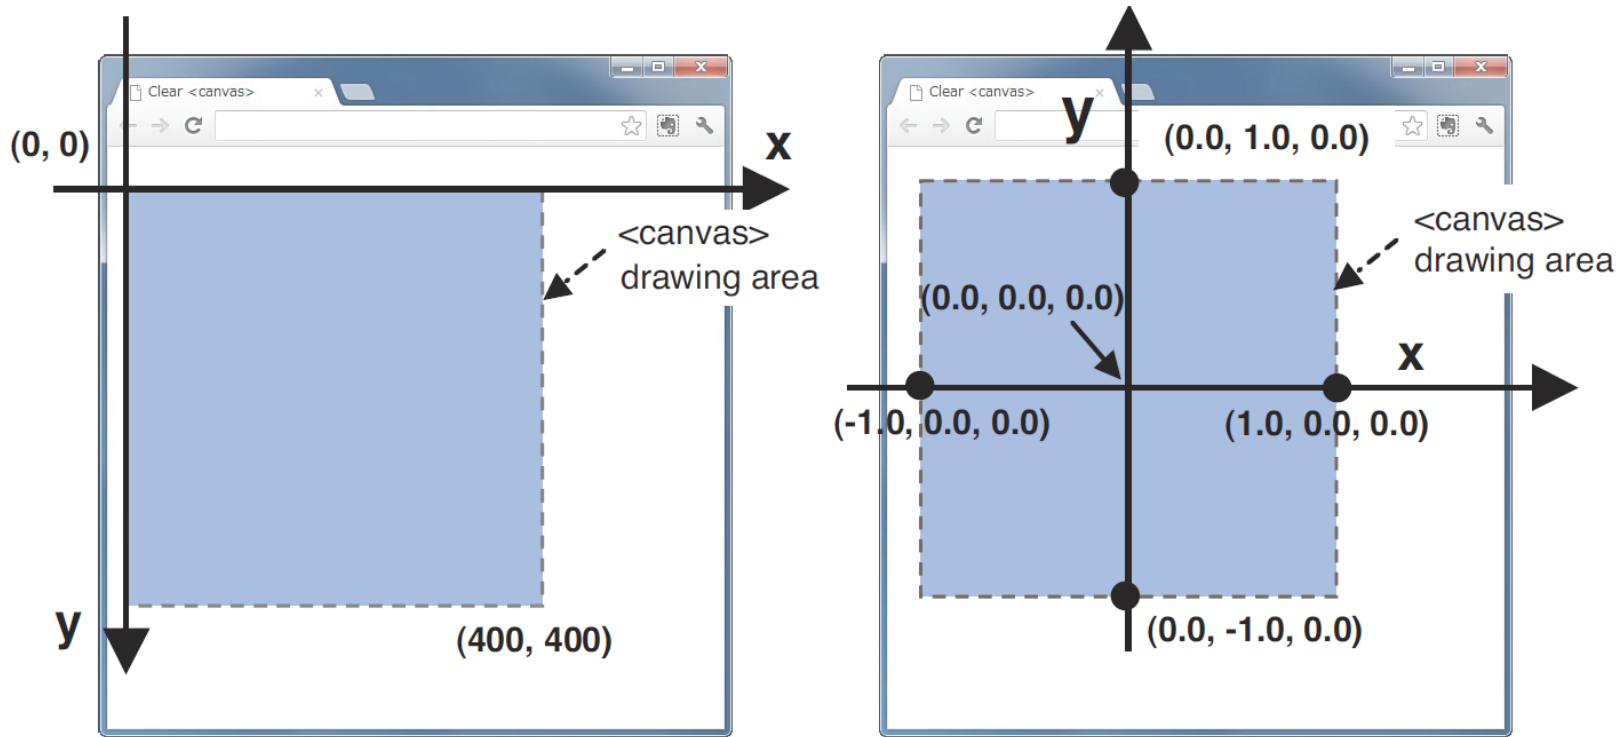 Clear <canvas>
(0, 0)
x
<canvas>
drawing area
y
(400, 400)
Clear <canvas>
y
(0.0, 1.0, 0.0)
<canvas>
drawing area
(0.0, 0.0, 0.0)
x
(-1.0, 0.0, 0.0)
(1.0, 0.0, 0.0)
(0.0, -1.0, 0.0)